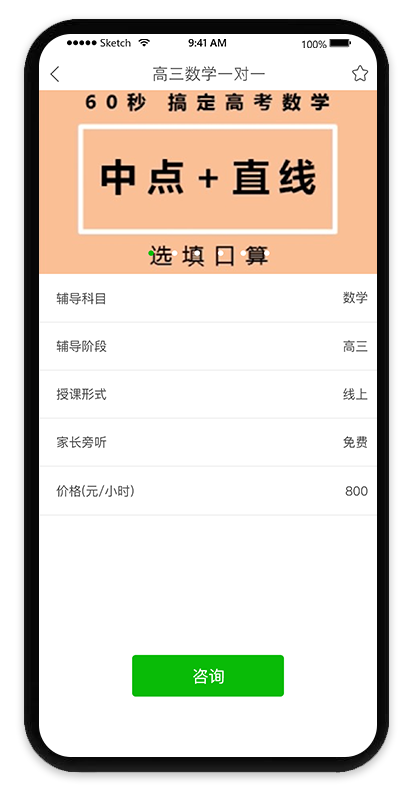 Sketch 9:41 AM 100%
高三数学一对一
60秒 搞定高考数学
中点+直线
选填口算
辅导科目 数学
辅导阶段 高三
授课形式 线上
家长旁听 免费
价格(元/小时) 800
咨询